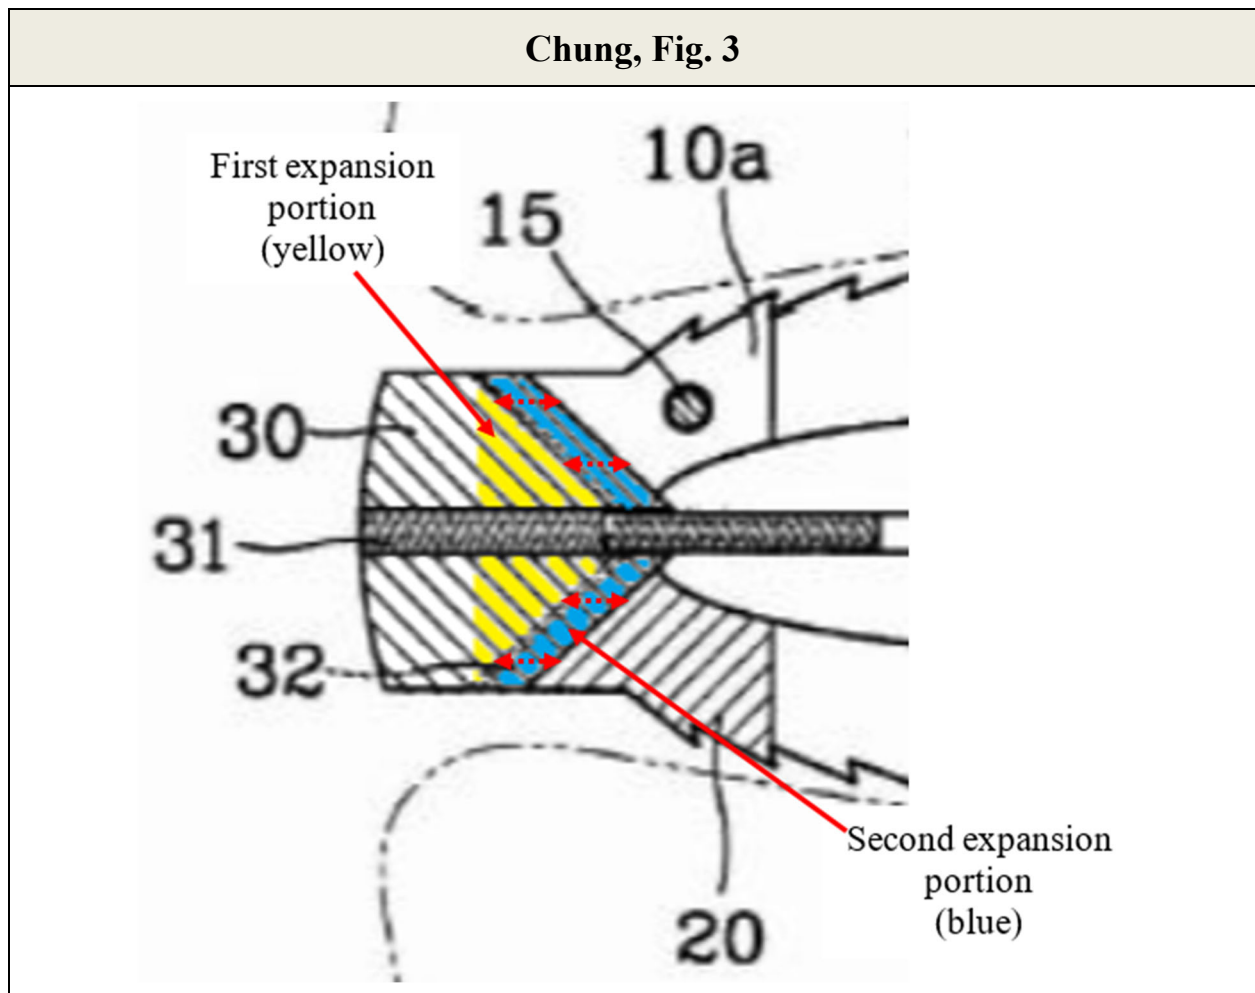 Chung, Fig. 3
First expansion
portion
(yellow)
10a
15
30
31
32
20
Second expansion
portion
(blue)